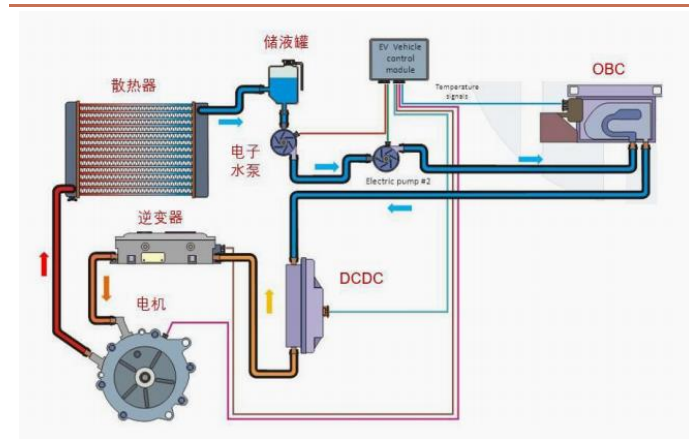 储液罐
EV Vehicle
control
module
OBC
散热器
Temperature
signals
电子
水泵
Electric pump #2
逆变器
DCDC
电机